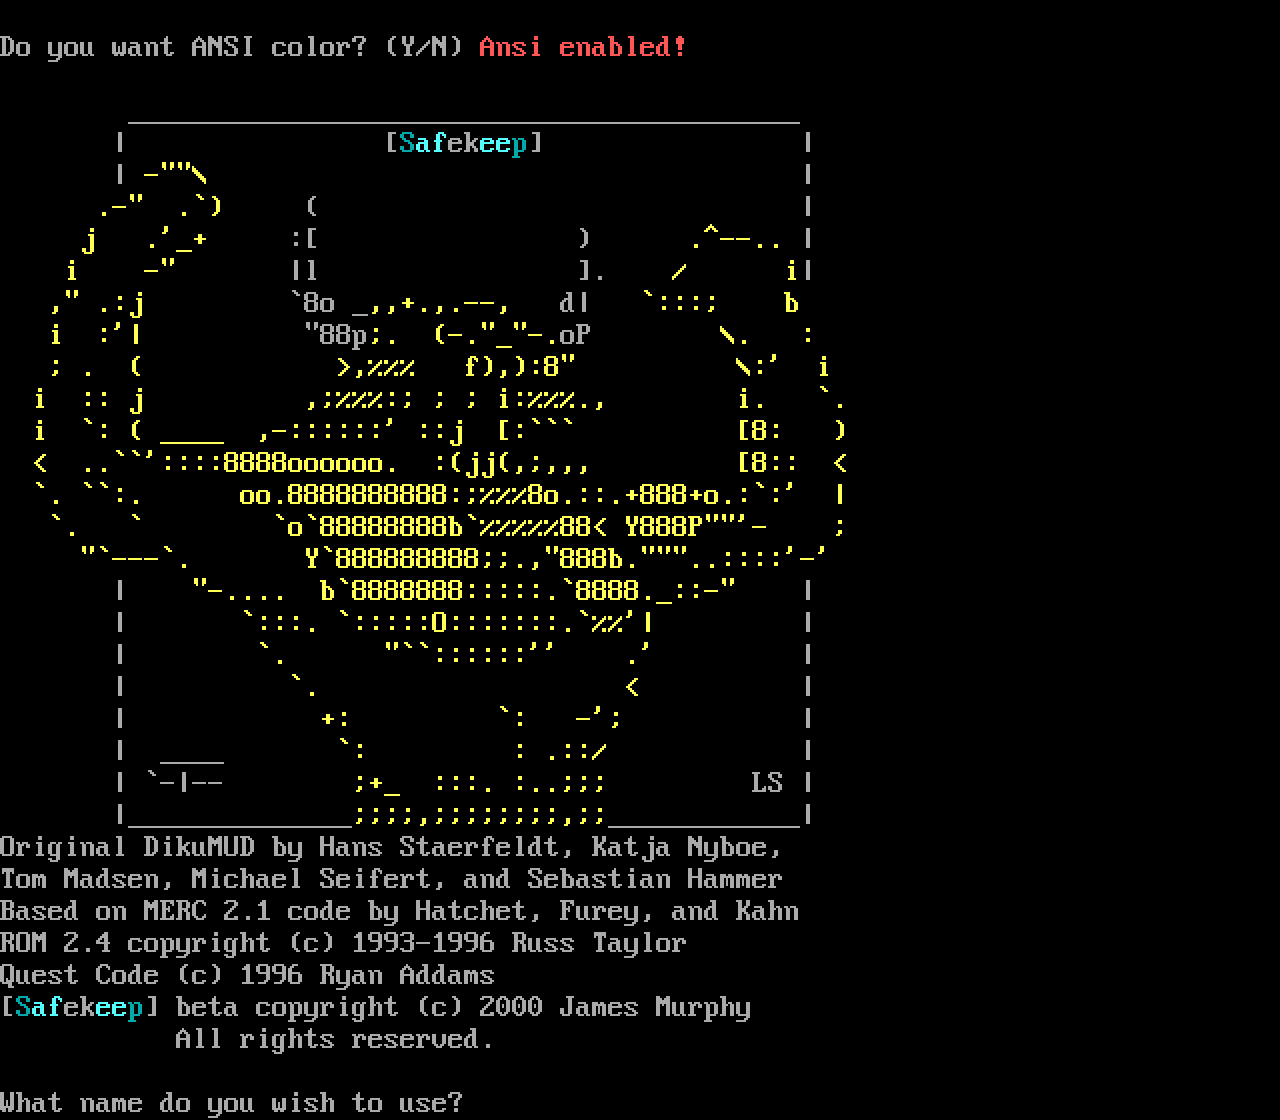 Do you want ANSI color? (Y/N) Ansi enabled!
[Safekeep]
LS
Original DikuMUD by Hans Staerfeldt, Katja Nyboe,
Tom Madsen, Michael Seifert, and Sebastian Hammer
Based on MERC 2.1 code by Hatchet, Furey, and Kahn
ROM 2.4 copyright (c) 1993-1996 Russ Taylor
Quest Code (c) 1996 Ryan Addams
[Safekeep] beta copyright (c) 2000 James Murphy
All rights reserved.
What name do you wish to use?